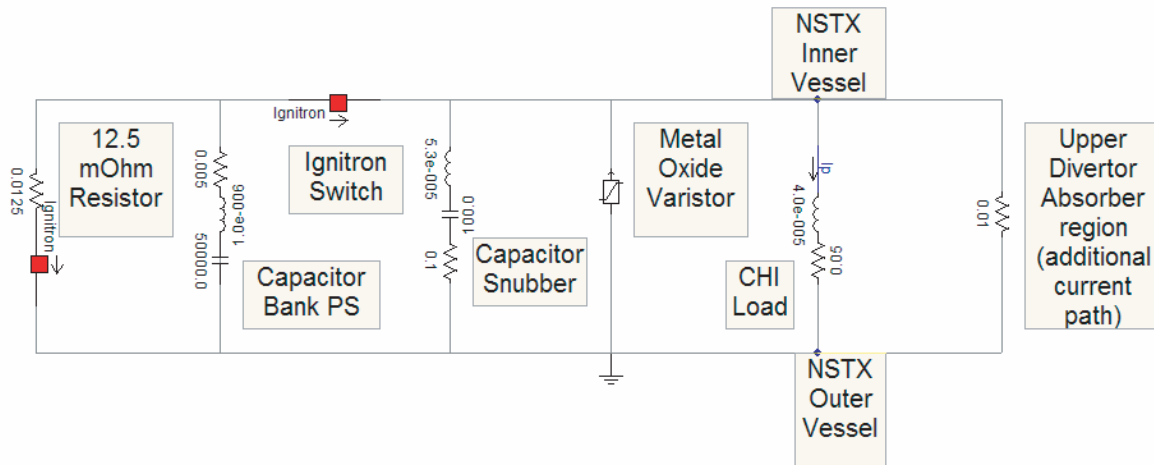 NSTX
Inner
Vessel
Ignitron
12.5
mOhm
Resistor
Ignitron
Switch
Metal
Oxide
Varistor
Upper
Divertor
Absorber
region
(additional
current
path)
0.0125
Ignitron
0.005
1.0e-006
50000.0
Capacitor
Bank PS
5.3e-005
0.001
0.1
Capacitor
Snubber
Ip
4.0e-005
0.05
CHI
Load
0.01
NSTX
Outer
Vessel